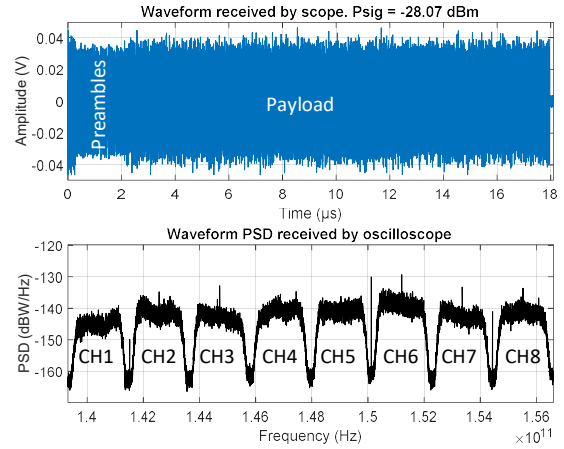 Waveform received by scope. Psig = -28.07 dBm
Amplitude (V)
0.04
0.02
0
-0.02
-0.04
Preambles
Payload
0 2 4 6 8 10 12 14 16 18
Time (µs)
Waveform PSD received by oscilloscope
PSD (dBW/Hz)
-120
-130
-140
-150
-160
CH1 CH2 CH3 CH4 CH5 CH6 CH7 CH8
1.4 1.42 1.44 1.46 1.48 1.5 1.52 1.54 1.56
Frequency (Hz)
×10¹¹